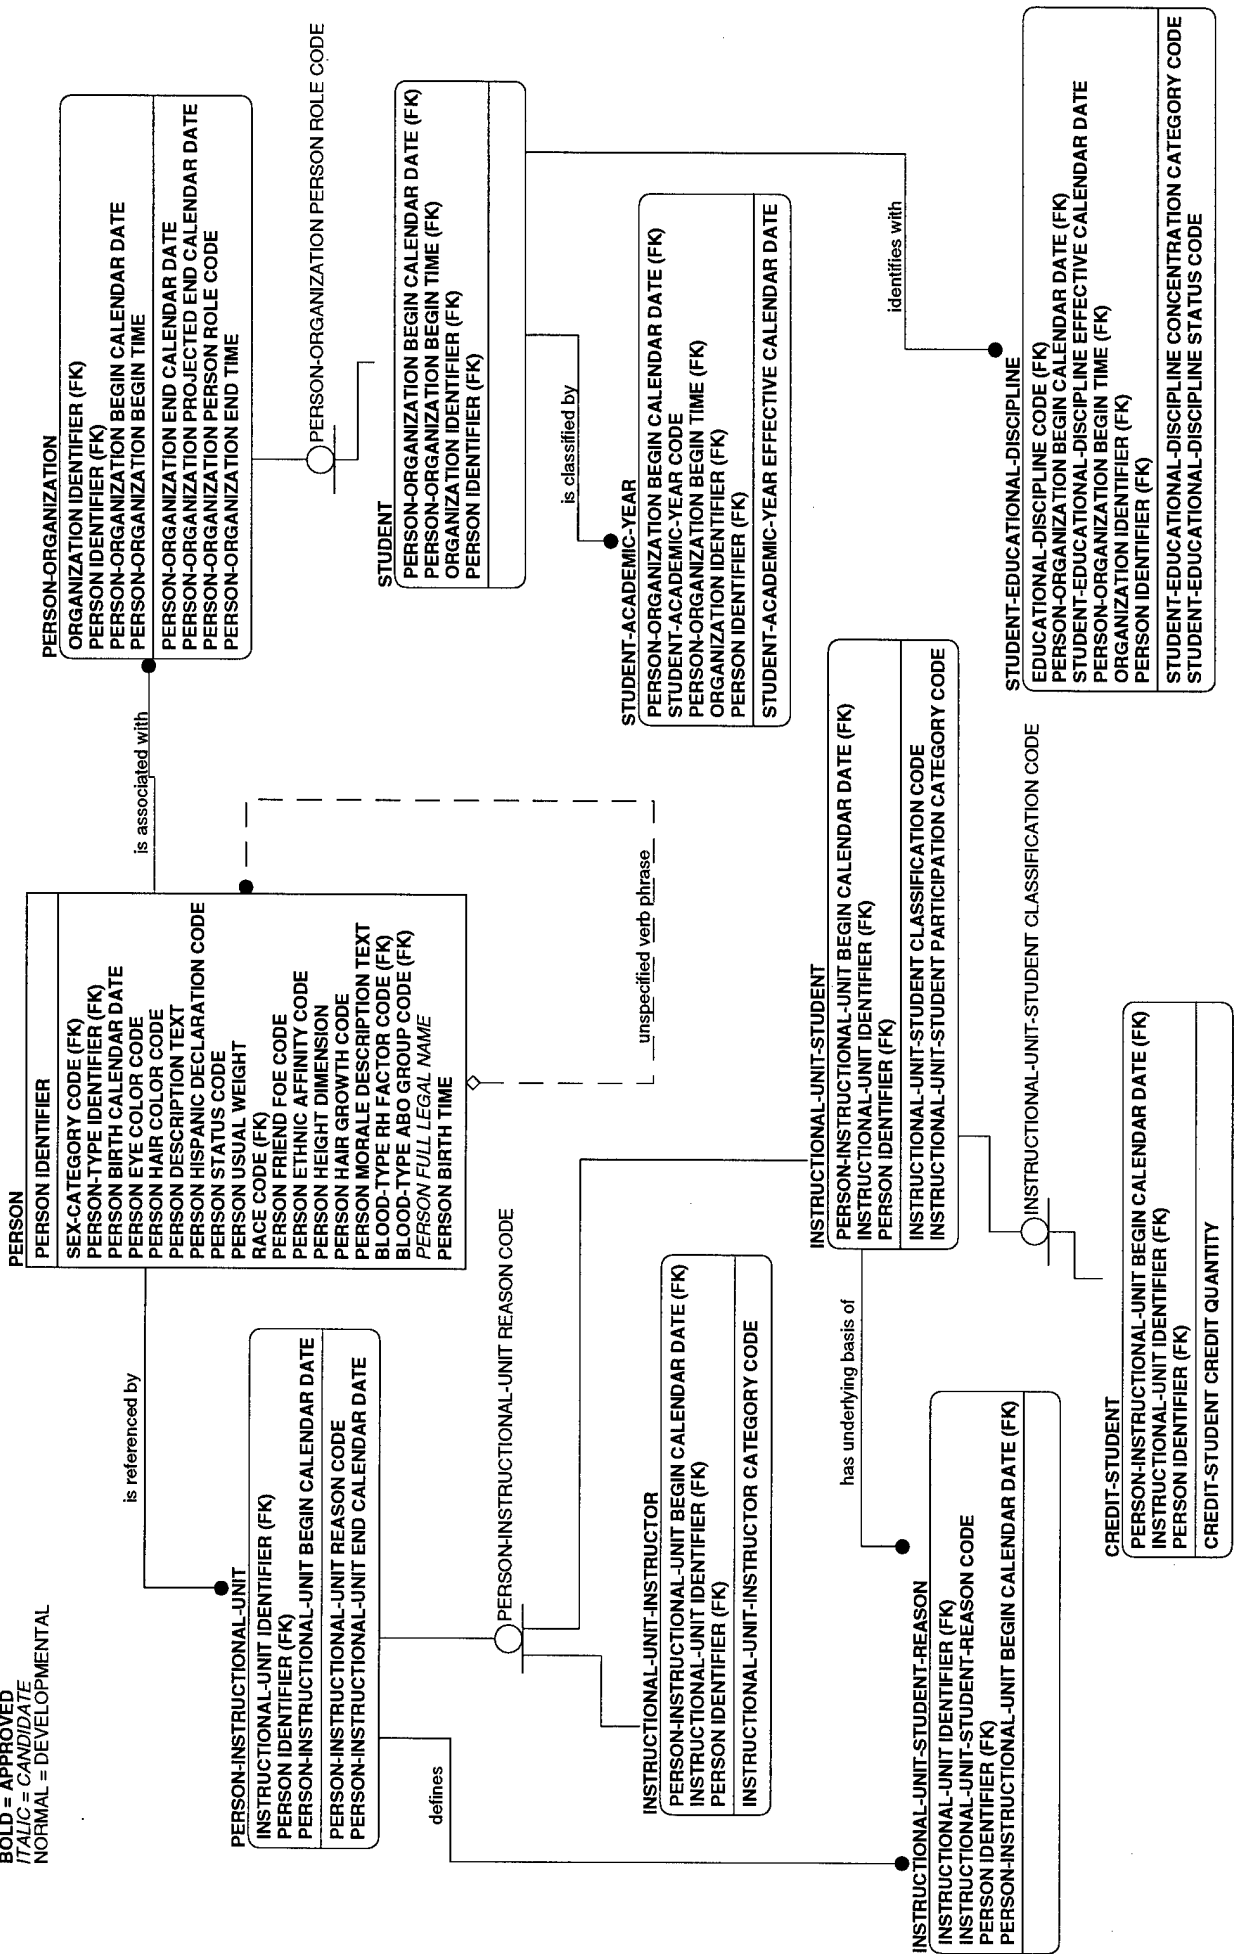 BOLD = APPROVED
ITALIC = CANDIDATE
NORMAL = DEVELOPMENTAL
PERSON
PERSON IDENTIFIER
SEX-CATEGORY CODE (FK)
PERSON-TYPE IDENTIFIER (FK)
PERSON BIRTH CALENDAR DATE
PERSON EYE COLOR CODE
PERSON HAIR COLOR CODE
PERSON DESCRIPTION TEXT
PERSON HISPANIC DECLARATION CODE
PERSON STATUS CODE
PERSON USUAL WEIGHT
RACE CODE (FK)
PERSON FRIEND FOE CODE
PERSON ETHNIC AFFINITY CODE
PERSON HEIGHT DIMENSION
PERSON HAIR GROWTH CODE
PERSON MORALE DESCRIPTION TEXT
BLOOD-TYPE RH FACTOR CODE (FK)
BLOOD-TYPE ABO GROUP CODE (FK)
PERSON FULL LEGAL NAME
PERSON BIRTH TIME
is referenced by
is associated with
unspecified verb phrase
PERSON-ORGANIZATION
ORGANIZATION IDENTIFIER (FK)
PERSON IDENTIFIER (FK)
PERSON-ORGANIZATION BEGIN CALENDAR DATE
PERSON-ORGANIZATION BEGIN TIME
PERSON-ORGANIZATION END CALENDAR DATE
PERSON-ORGANIZATION PROJECTED END CALENDAR DATE
PERSON-ORGANIZATION PERSON ROLE CODE
PERSON-ORGANIZATION END TIME
PERSON-ORGANIZATION PERSON ROLE CODE
STUDENT
PERSON-ORGANIZATION BEGIN CALENDAR DATE (FK)
PERSON-ORGANIZATION BEGIN TIME (FK)
ORGANIZATION IDENTIFIER (FK)
PERSON IDENTIFIER (FK)
is classified by
identifies with
STUDENT-ACADEMIC-YEAR
PERSON-ORGANIZATION BEGIN CALENDAR DATE (FK)
STUDENT-ACADEMIC-YEAR CODE
PERSON-ORGANIZATION BEGIN TIME (FK)
ORGANIZATION IDENTIFIER (FK)
PERSON IDENTIFIER (FK)
STUDENT-ACADEMIC-YEAR EFFECTIVE CALENDAR DATE
STUDENT-EDUCATIONAL-DISCIPLINE
EDUCATIONAL-DISCIPLINE CODE (FK)
PERSON-ORGANIZATION BEGIN CALENDAR DATE (FK)
STUDENT-EDUCATIONAL-DISCIPLINE EFFECTIVE CALENDAR DATE
PERSON-ORGANIZATION BEGIN TIME (FK)
ORGANIZATION IDENTIFIER (FK)
PERSON IDENTIFIER (FK)
STUDENT-EDUCATIONAL-DISCIPLINE CONCENTRATION CATEGORY CODE
STUDENT-EDUCATIONAL-DISCIPLINE STATUS CODE
PERSON-INSTRUCTIONAL-UNIT
INSTRUCTIONAL-UNIT IDENTIFIER (FK)
PERSON IDENTIFIER (FK)
PERSON-INSTRUCTIONAL-UNIT BEGIN CALENDAR DATE
PERSON-INSTRUCTIONAL-UNIT REASON CODE
PERSON-INSTRUCTIONAL-UNIT END CALENDAR DATE
defines
PERSON-INSTRUCTIONAL-UNIT REASON CODE
INSTRUCTIONAL-UNIT-INSTRUCTOR
PERSON-INSTRUCTIONAL-UNIT BEGIN CALENDAR DATE (FK)
INSTRUCTIONAL-UNIT IDENTIFIER (FK)
PERSON IDENTIFIER (FK)
INSTRUCTIONAL-UNIT-INSTRUCTOR CATEGORY CODE
INSTRUCTIONAL-UNIT-STUDENT
PERSON-INSTRUCTIONAL-UNIT BEGIN CALENDAR DATE (FK)
INSTRUCTIONAL-UNIT IDENTIFIER (FK)
PERSON IDENTIFIER (FK)
INSTRUCTIONAL-UNIT-STUDENT CLASSIFICATION CODE
INSTRUCTIONAL-UNIT-STUDENT PARTICIPATION CATEGORY CODE
has underlying basis of
INSTRUCTIONAL-UNIT-STUDENT CLASSIFICATION CODE
INSTRUCTIONAL-UNIT-STUDENT-REASON
INSTRUCTIONAL-UNIT IDENTIFIER (FK)
INSTRUCTIONAL-UNIT-STUDENT-REASON CODE
PERSON IDENTIFIER (FK)
PERSON-INSTRUCTIONAL-UNIT BEGIN CALENDAR DATE (FK)
CREDIT-STUDENT
PERSON-INSTRUCTIONAL-UNIT BEGIN CALENDAR DATE (FK)
INSTRUCTIONAL-UNIT IDENTIFIER (FK)
PERSON IDENTIFIER (FK)
CREDIT-STUDENT CREDIT QUANTITY